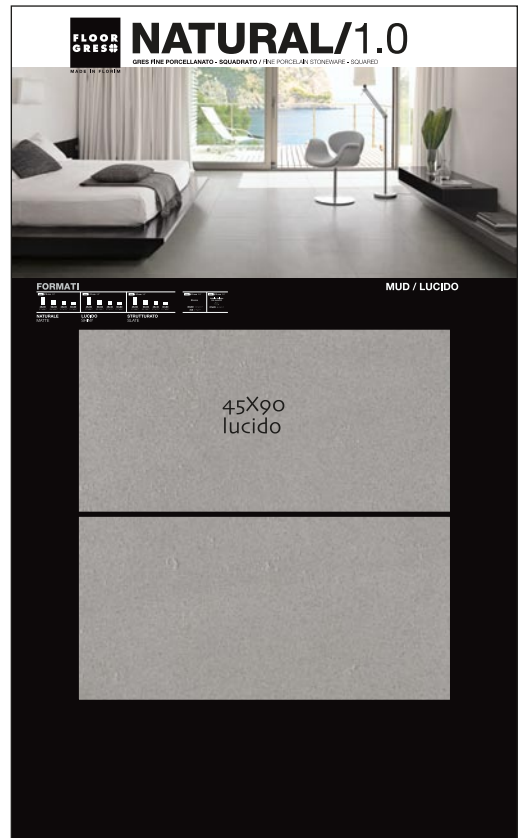 FLOOR
GRES
MADE IN FLORIM
NATURAL/1.0
GRES FINE PORCELLANATO - SQUADRATO / FINE PORCELAIN STONEWARE - SQUARED
FORMATI
MUD / LUCIDO
NATURALE
MATTE
LUCIDO
SHINY
STRUTTURATO
SLATE
45X90
lucido